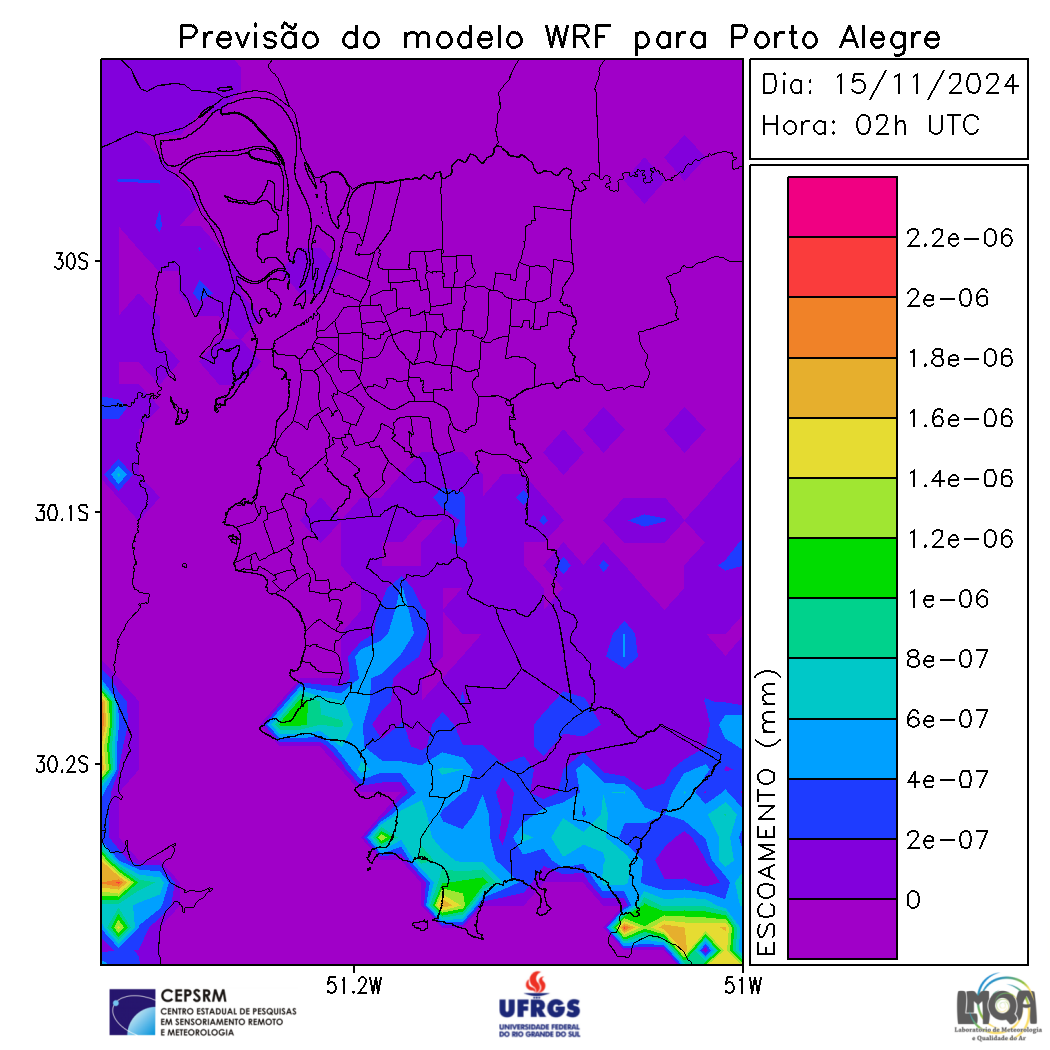 Previsão do modelo WRF para Porto Alegre
Dia: 15/11/2024
Hora: 02h UTC
2.2e-06
2e-06
1.8e-06
1.6e-06
1.4e-06
1.2e-06
1e-06
8e-07
6e-07
4e-07
2e-07
0
ESCOAMENTO (mm)
30S
30.1S
30.2S
51.2W
51W
CEPSRM
CENTRO ESTADUAL DE PESQUISAS
EM SENSORIAMENTO REMOTO
E METEOROLOGIA
UFRGS
UNIVERSIDADE FEDERAL
DO RIO GRANDE DO SUL
LMQA
Laboratório de Meteorologia
e Qualidade do Ar